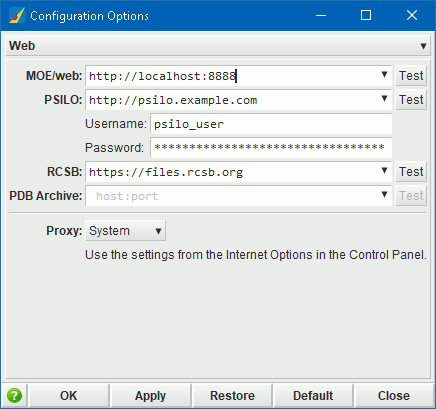 Configuration Options
Web
MOE/web: http://localhost:8888 Test
PSILO: http://psilo.example.com Test
Username: psilo_user
Password: **********************************
RCSB: https://files.rcsb.org Test
PDB Archive: host:port Test
Proxy: System
Use the settings from the Internet Options in the Control Panel.
? OK Apply Restore Default Close